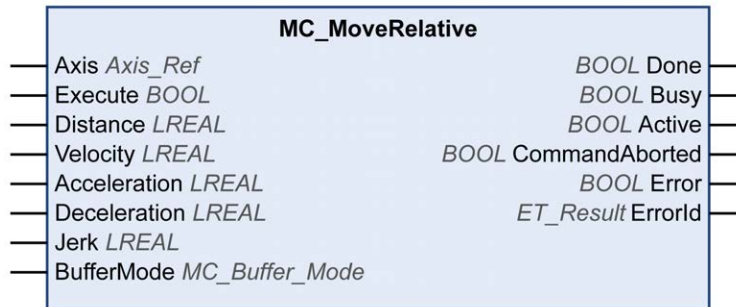 MC_MoveRelative
Axis Axis_Ref BOOL Done
Execute BOOL BOOL Busy
Distance LREAL BOOL Active
Velocity LREAL BOOL CommandAborted
Acceleration LREAL BOOL Error
Deceleration LREAL ET_Result ErrorId
Jerk LREAL
BufferMode MC_Buffer_Mode